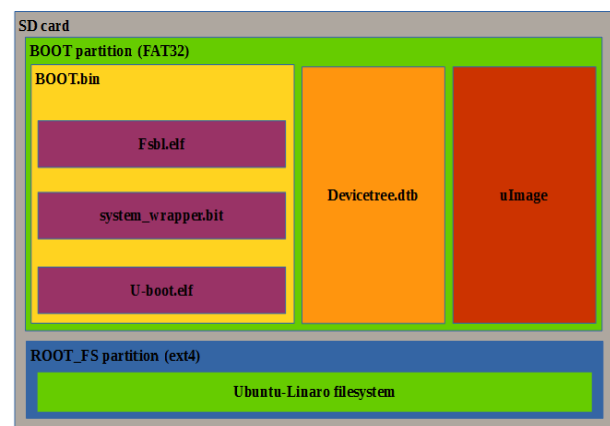 SD card
BOOT partition (FAT32)
BOOT.bin
Fsbl.elf
system_wrapper.bit
U-boot.elf
Devicetree.dtb
uImage
ROOT_FS partition (ext4)
Ubuntu-Linaro filesystem